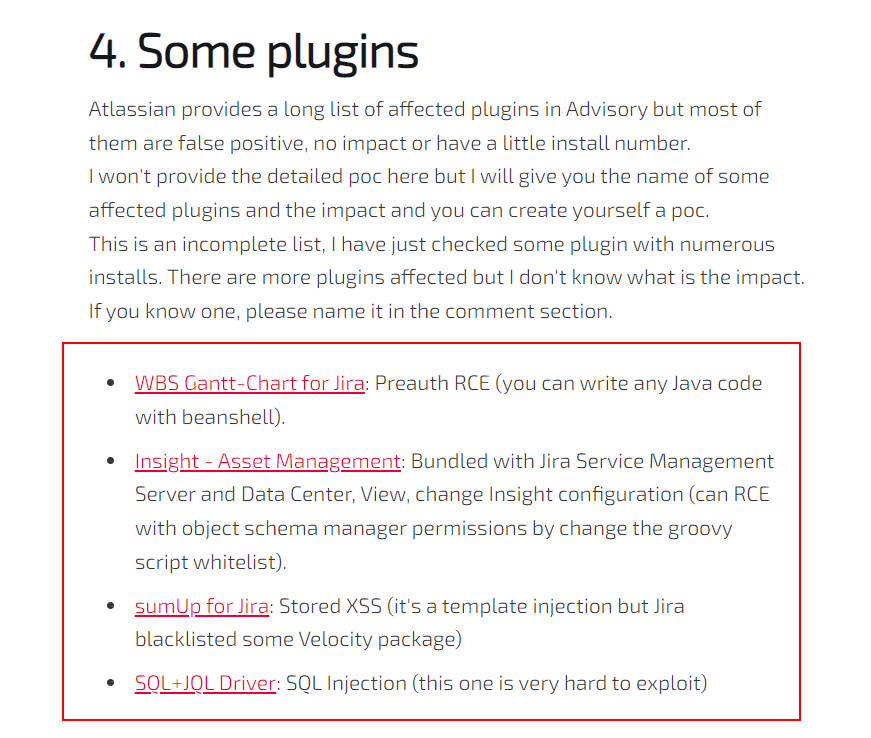 4. Some plugins
Atlassian provides a long list of affected plugins in Advisory but most of
them are false positive, no impact or have a little install number.
I won't provide the detailed poc here but I will give you the name of some
affected plugins and the impact and you can create yourself a poc.
This is an incomplete list, I have just checked some plugin with numerous
installs. There are more plugins affected but I don't know what is the impact.
If you know one, please name it in the comment section.
• WBS Gantt-Chart for Jira: Preauth RCE (you can write any Java code
with beanshell).
• Insight - Asset Management: Bundled with Jira Service Management
Server and Data Center, View, change Insight configuration (can RCE
with object schema manager permissions by change the groovy
script whitelist).
• sumUp for Jira: Stored XSS (it's a template injection but Jira
blacklisted some Velocity package)
• SQL+JQL Driver: SQL Injection (this one is very hard to exploit)